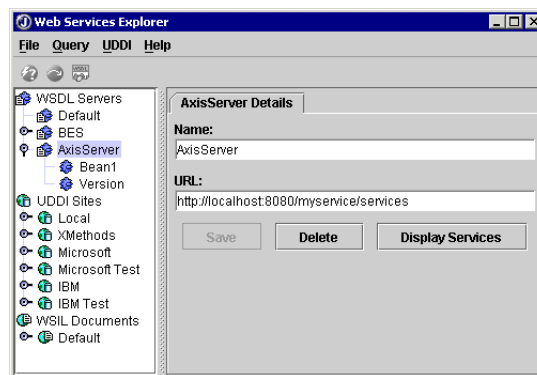 Web Services Explorer
File Query UDDI Help
WSDL Servers
Default
BES
AxisServer
Bean1
Version
UDDI Sites
Local
XMethods
Microsoft
Microsoft Test
IBM
IBM Test
WSIL Documents
Default
AxisServer Details
Name:
AxisServer
URL:
http://localhost:8080/myservice/services
Save Delete Display Services